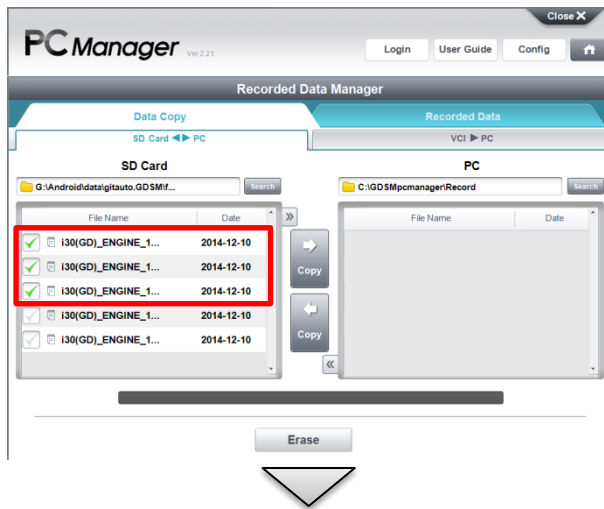 Close X
PC Manager Ver 2.21
Login User Guide Config
Recorded Data Manager
Data Copy Recorded Data
SD Card ◀▶ PC VCI ▶ PC
SD Card PC
G:\Android\data\gitauto.GDSM\f... Search C:\GDSMpcmanager\Record Search
File Name Date File Name Date
i30(GD)_ENGINE_1... 2014-12-10
i30(GD)_ENGINE_1... 2014-12-10
Copy
i30(GD)_ENGINE_1... 2014-12-10
i30(GD)_ENGINE_1... 2014-12-10
i30(GD)_ENGINE_1... 2014-12-10
Copy
Erase